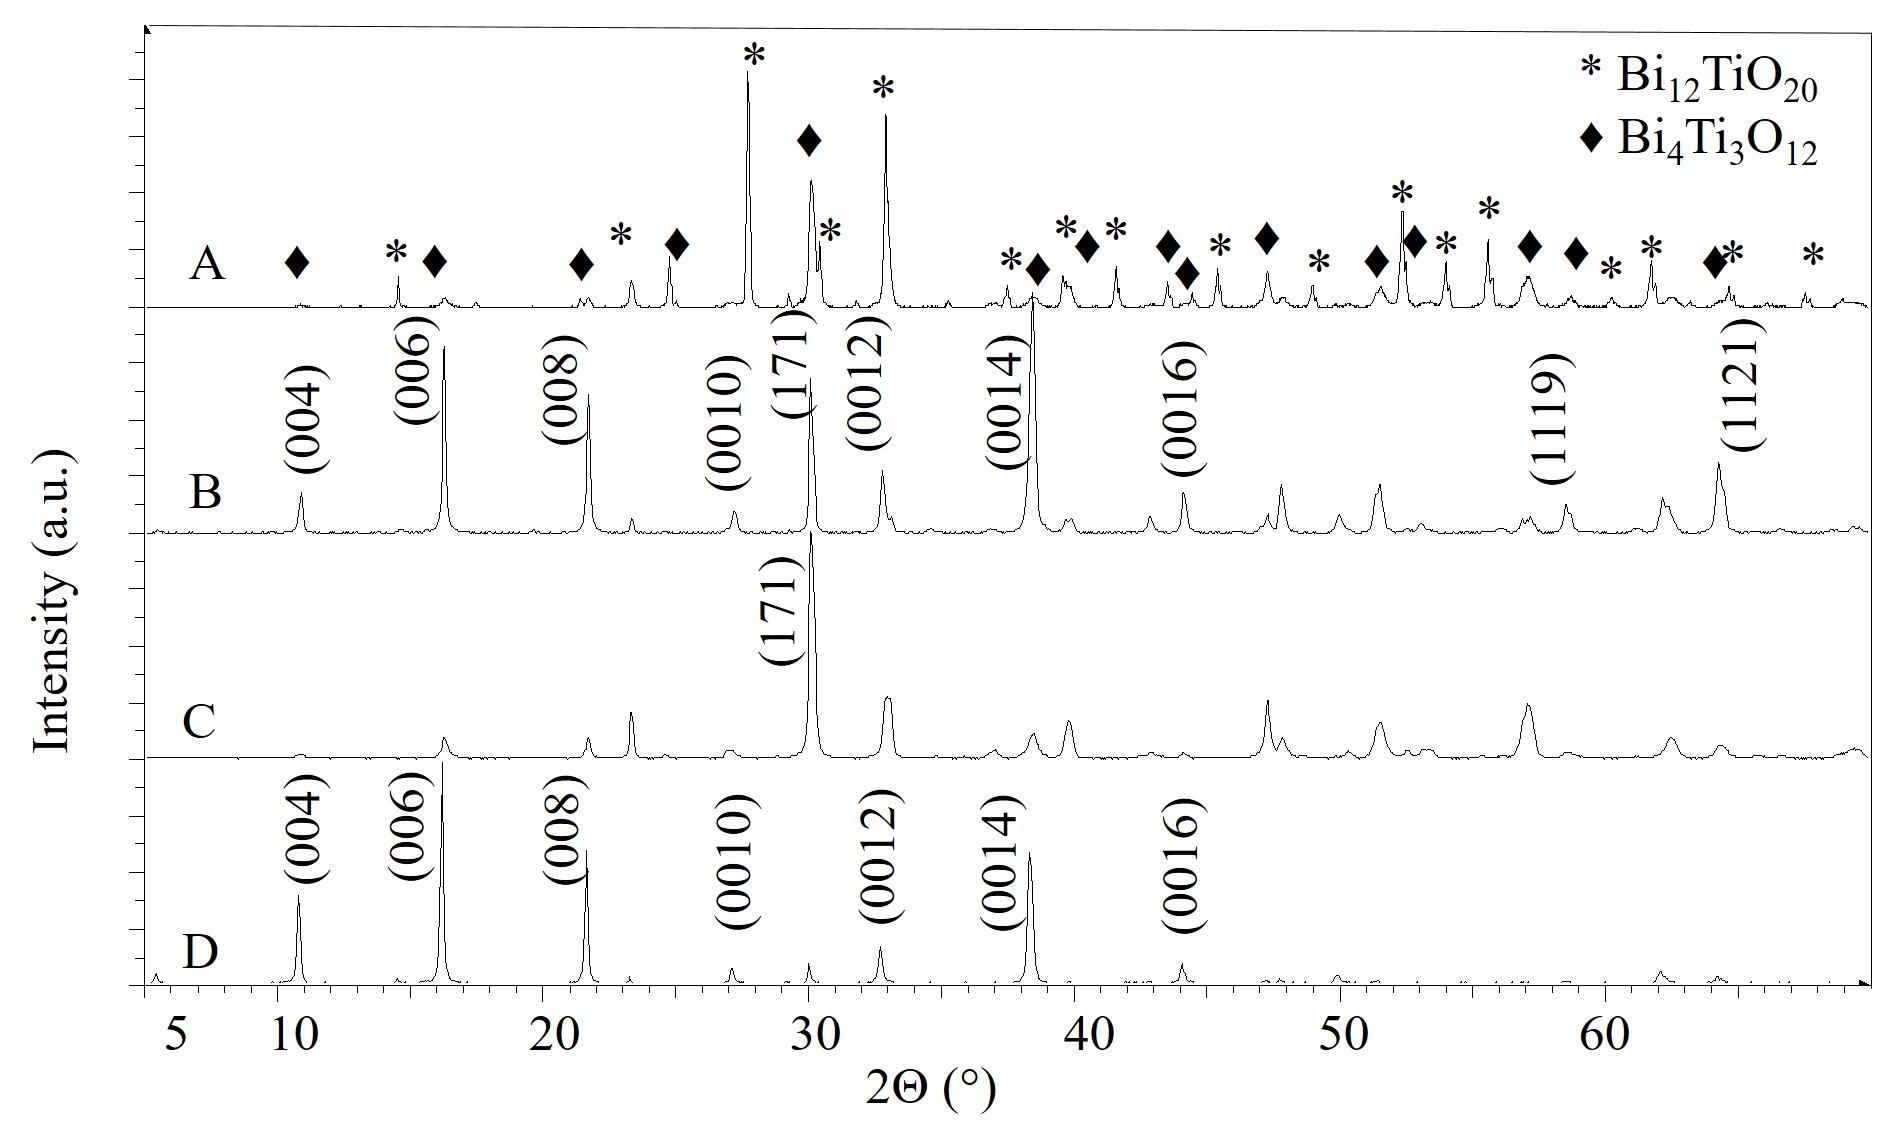 * Bi12TiO20
♦ Bi4Ti3O12
A
(004)
(006)
(008)
(0010)
(171)
(0012)
(0014)
(0016)
(1119)
(1121)
B
(171)
C
(004)
(006)
(008)
(0010)
(0012)
(0014)
(0016)
D
Intensity (a.u.)
5 10 20 30 40 50 60
2Θ (°)